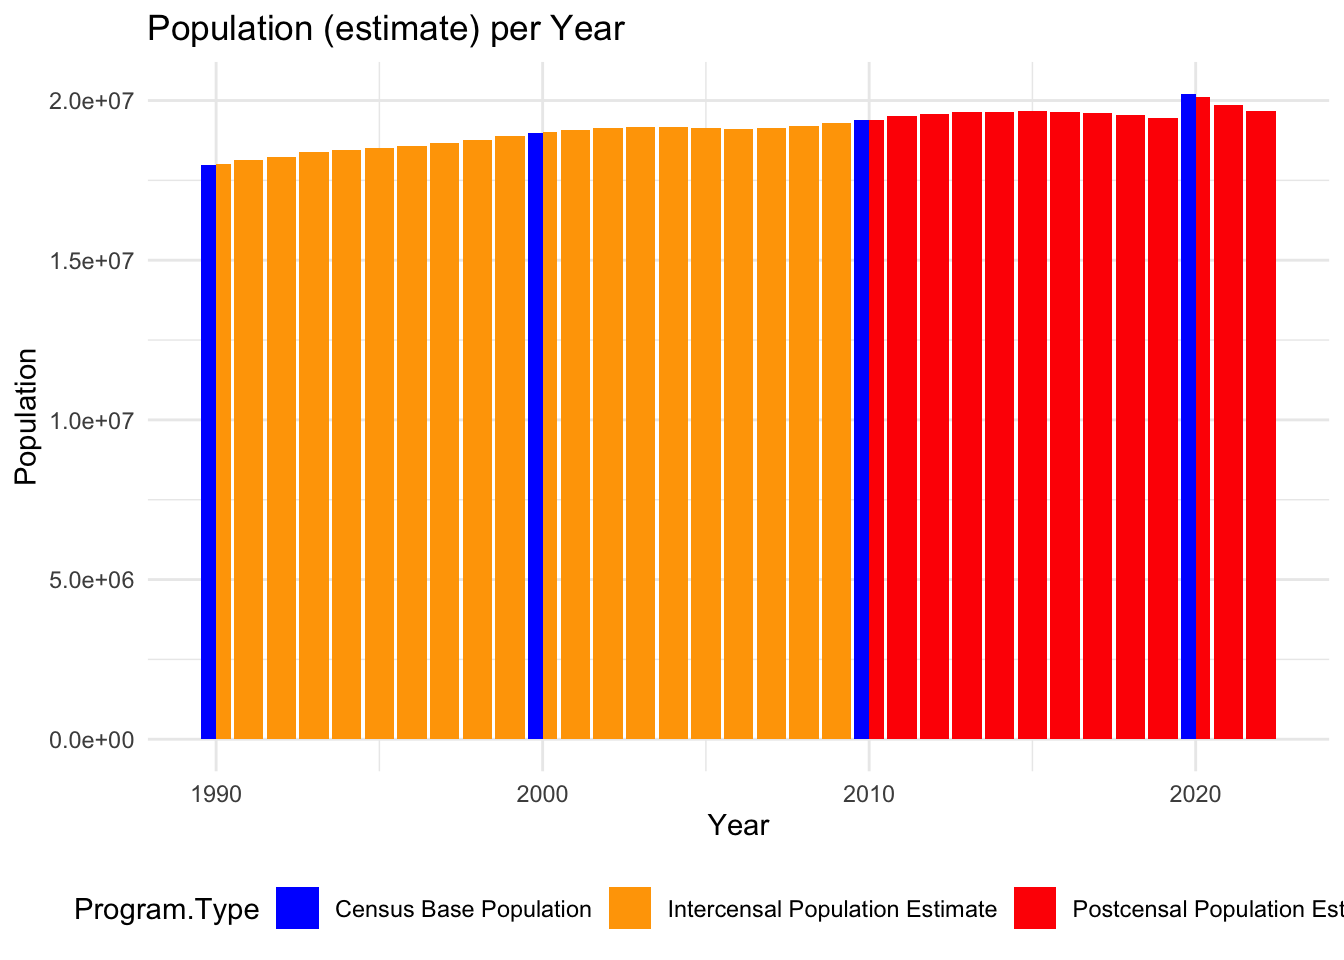 Population (estimate) per Year
Population
2.0e+07
1.5e+07
1.0e+07
5.0e+06
0.0e+00
1990 2000 2010 2020
Year
Program.Type Census Base Population Intercensal Population Estimate Postcensal Population Est